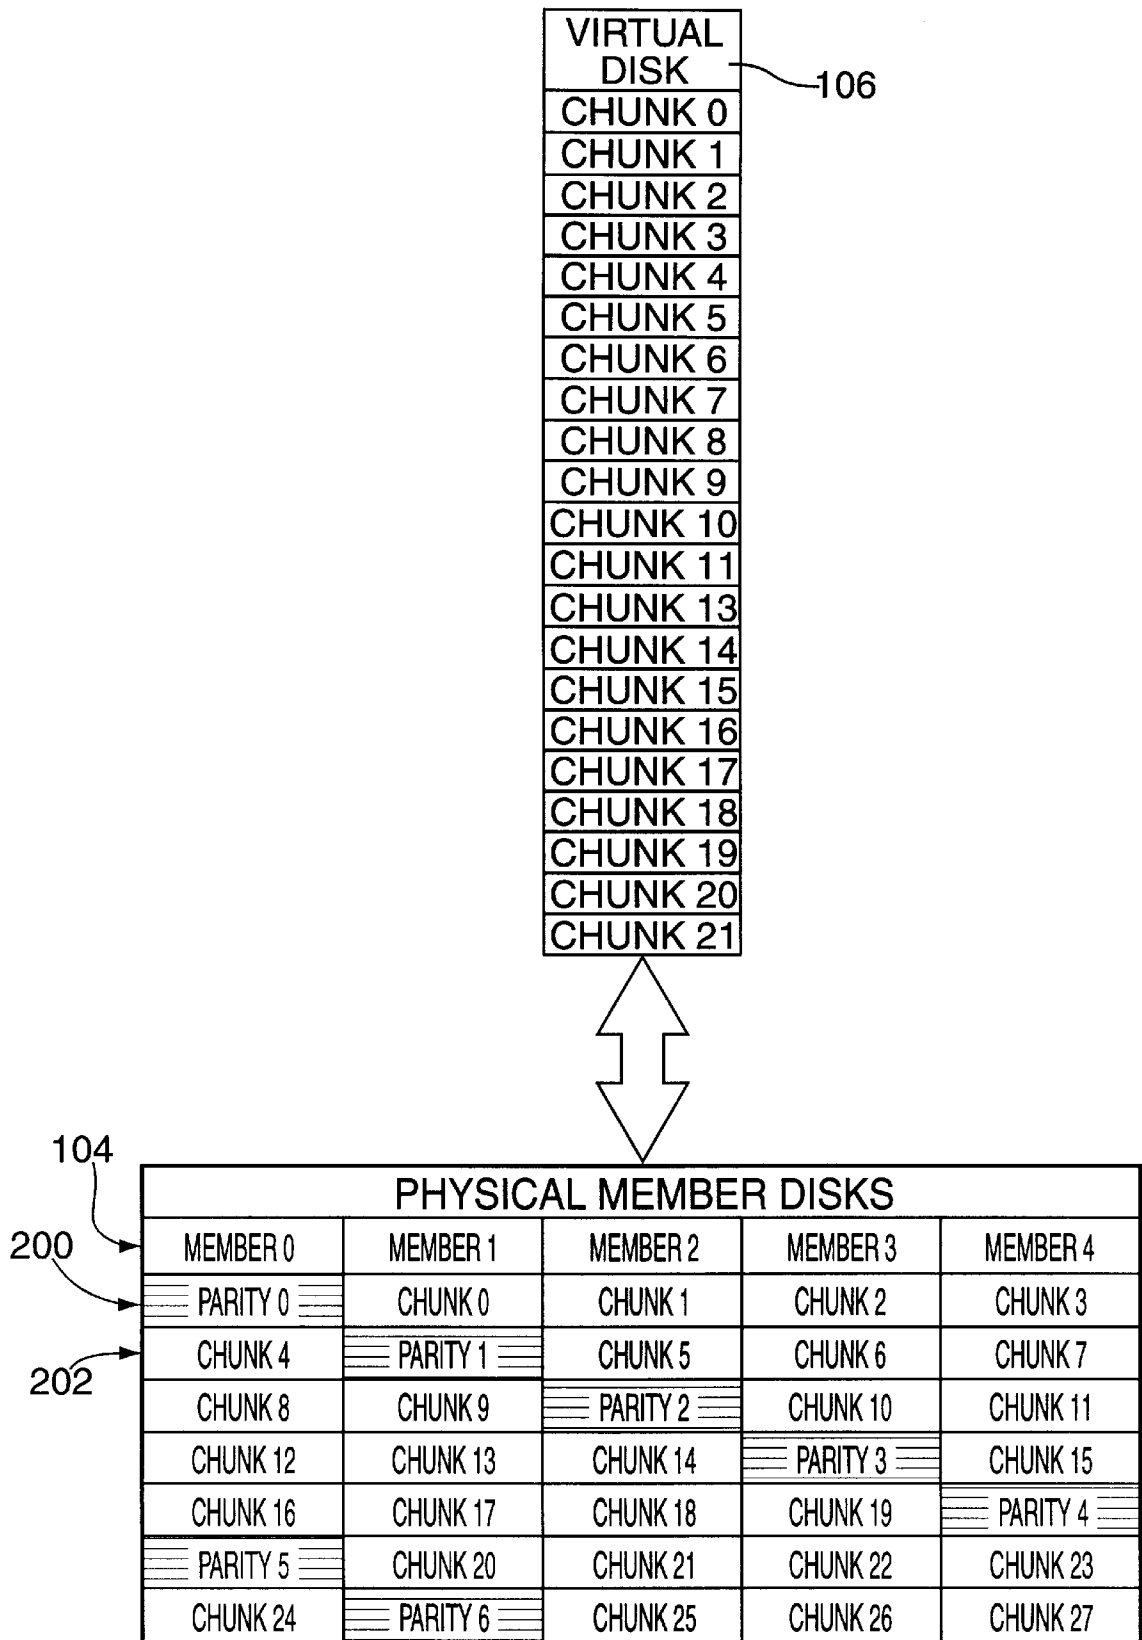 VIRTUAL
DISK
106
CHUNK 0
CHUNK 1
CHUNK 2
CHUNK 3
CHUNK 4
CHUNK 5
CHUNK 6
CHUNK 7
CHUNK 8
CHUNK 9
CHUNK 10
CHUNK 11
CHUNK 13
CHUNK 14
CHUNK 15
CHUNK 16
CHUNK 17
CHUNK 18
CHUNK 19
CHUNK 20
CHUNK 21
104
PHYSICAL MEMBER DISKS
200
MEMBER 0 MEMBER 1 MEMBER 2 MEMBER 3 MEMBER 4
PARITY 0 CHUNK 0 CHUNK 1 CHUNK 2 CHUNK 3
202
CHUNK 4 PARITY 1 CHUNK 5 CHUNK 6 CHUNK 7
CHUNK 8 CHUNK 9 PARITY 2 CHUNK 10 CHUNK 11
CHUNK 12 CHUNK 13 CHUNK 14 PARITY 3 CHUNK 15
CHUNK 16 CHUNK 17 CHUNK 18 CHUNK 19 PARITY 4
PARITY 5 CHUNK 20 CHUNK 21 CHUNK 22 CHUNK 23
CHUNK 24 PARITY 6 CHUNK 25 CHUNK 26 CHUNK 27